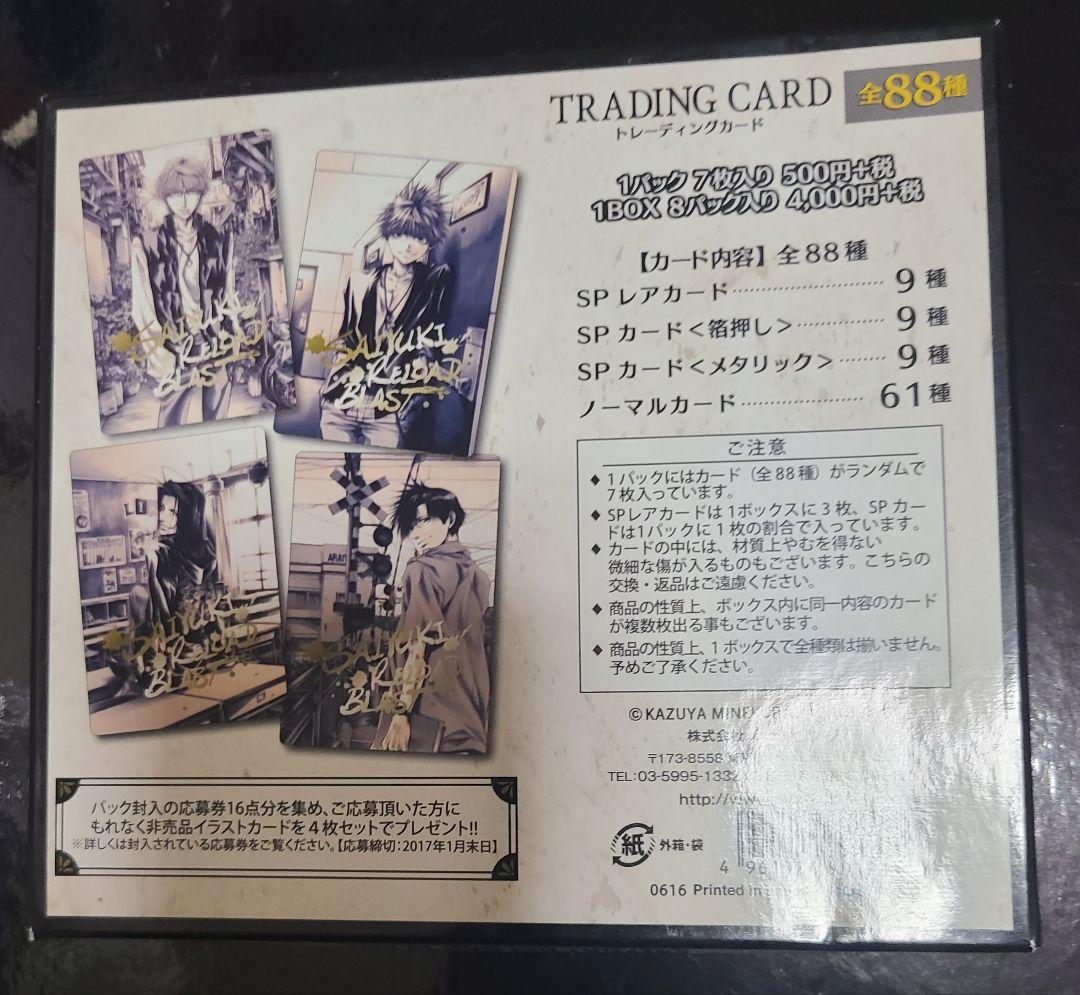 TRADING CARD
トレーディングカード
全88種
1パック 7枚入り 500円+税
1BOX 8パック入り 4,000円+税
【カード内容】全88種
SPレアカード……………………9種
SPカード<箔押し>……………9種
SPカード<メタリック>………9種
ノーマルカード…………………61種
ご注意
◆1パックにはカード（全88種）がランダムで
7枚入っています。
◆SPレアカードは1ボックスに3枚、SPカー
ドは1パックに1枚の割合で入っています。
◆カードの中には、材質上やむを得ない
微細な傷が入るものもございます。こちらの
交換・返品はご遠慮ください。
◆商品の性質上、ボックス内に同一内容のカード
が複数枚出る事もございます。
◆商品の性質上、1ボックスで全種類は揃いません。
予めご了承ください。
©KAZUYA
株式会社
〒173-8558
TEL:03-5995-133
http://
紙
外箱・袋
4 96
0616 Printed in
SAIYUKI
RELOAD
BLAST
SAIYUKI
RELOAD
BLAST
SAIYUKI
RELOAD
BLAST
SAIYUKI
RELOAD
BLAST
パック封入の応募券16点分を集め、ご応募頂いた方に
もれなく非売品イラストカードを4枚セットでプレゼント!!
※詳しくは封入されている応募券をご覧ください。【応募締切：2017年1月末日】